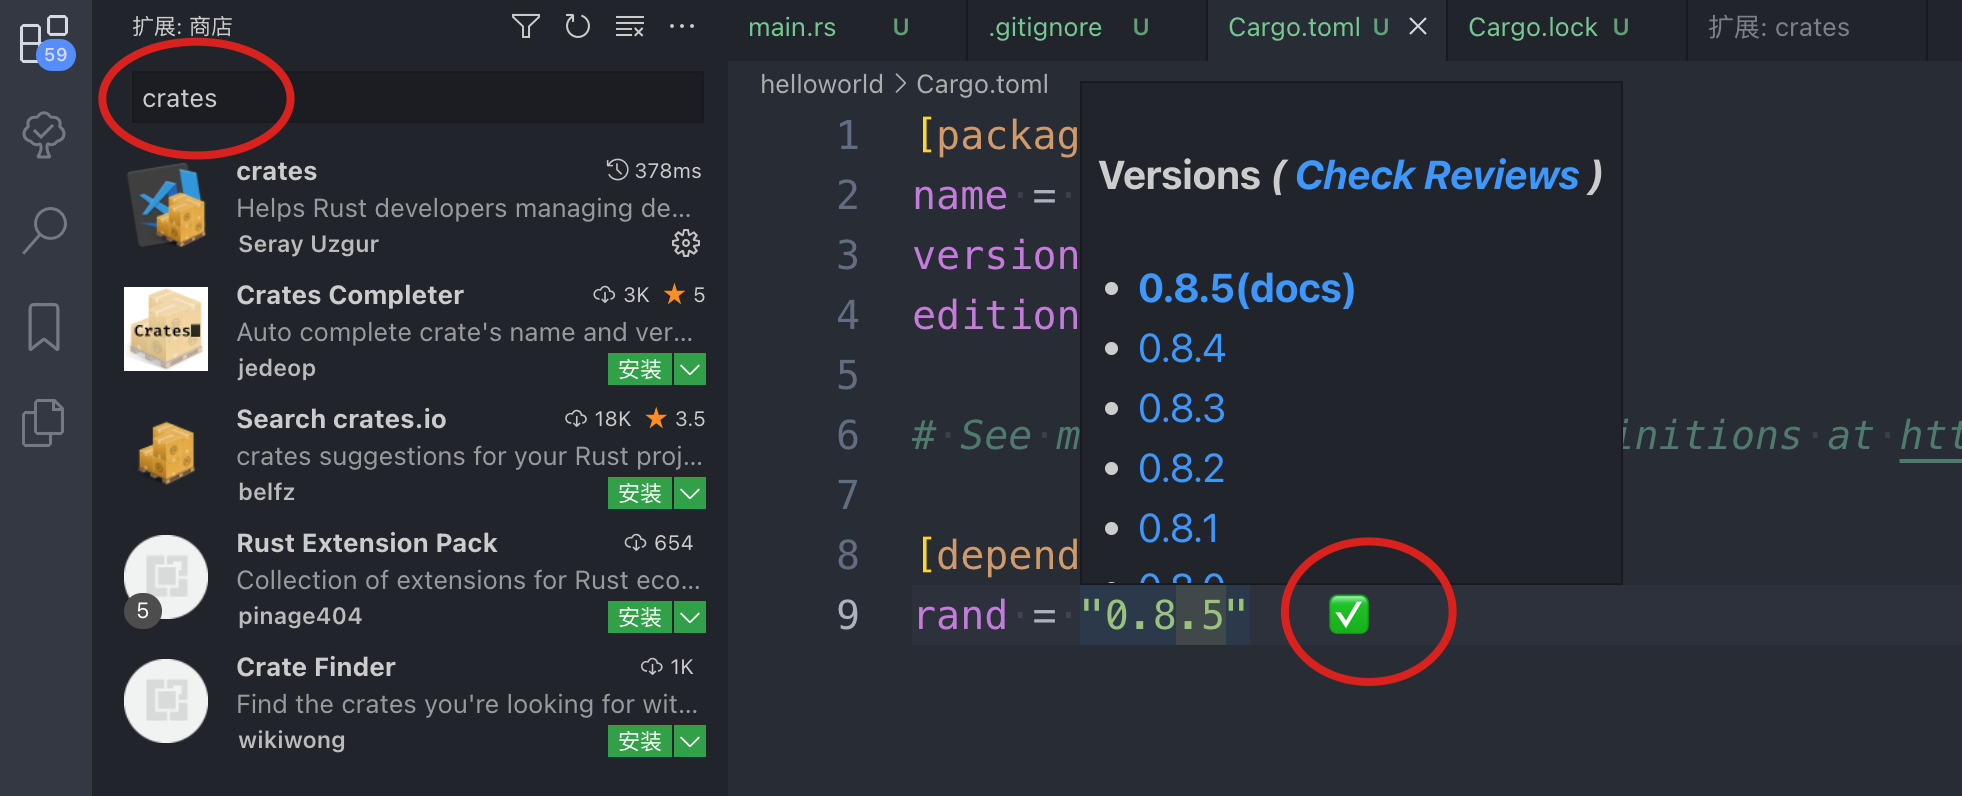 扩展: 商店
59
crates
crates
378ms
Helps Rust developers managing de...
Seray Uzgur
Crates
Crates Completer
3K
5
Auto complete crate's name and ver...
jedeop
安装
Search crates.io
18K
3.5
crates suggestions for your Rust proj...
belfz
安装
5
Rust Extension Pack
654
Collection of extensions for Rust eco...
pinage404
安装
Crate Finder
1K
Find the crates you're looking for wit...
wikiwong
安装
main.rs U
.gitignore U
Cargo.toml U
Cargo.lock U
扩展: crates
helloworld > Cargo.toml
1 [packag
2 name =
3 version
4 edition
5
6 # See m
initions at htt
7
8 [depend
9 rand = "0.8.5" ✅
Versions ( Check Reviews )
• 0.8.5(docs)
• 0.8.4
• 0.8.3
• 0.8.2
• 0.8.1
• 0.8.0